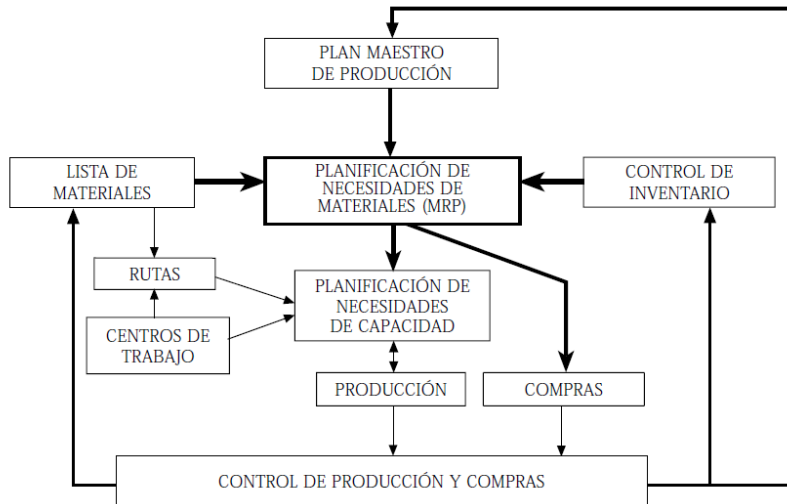 PLAN MAESTRO
DE PRODUCCIÓN
LISTA DE
MATERIALES
PLANIFICACIÓN DE
NECESIDADES DE
MATERIALES (MRP)
CONTROL DE
INVENTARIO
RUTAS
CENTROS DE
TRABAJO
PLANIFICACIÓN DE
NECESIDADES
DE CAPACIDAD
PRODUCCIÓN
COMPRAS
CONTROL DE PRODUCCIÓN Y COMPRAS